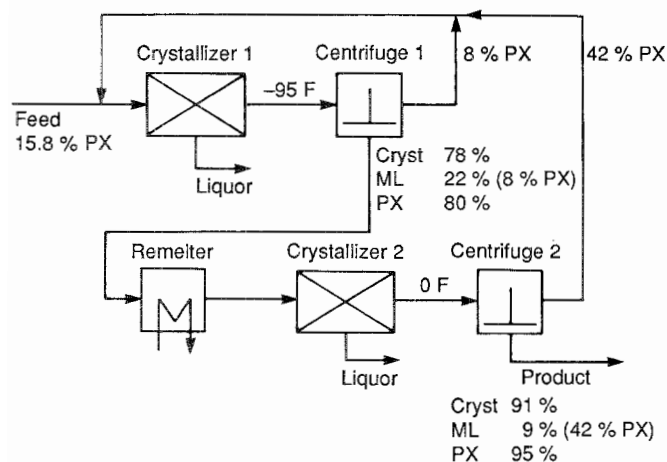 Crystallizer 1
Centrifuge 1
8 % PX
42 % PX
–95 F
Feed
15.8 % PX
Liquor
Cryst 78 %
ML 22 % (8 % PX)
PX 80 %
Remelter
Crystallizer 2
Centrifuge 2
0 F
Liquor
Product
Cryst 91 %
ML 9 % (42 % PX)
PX 95 %